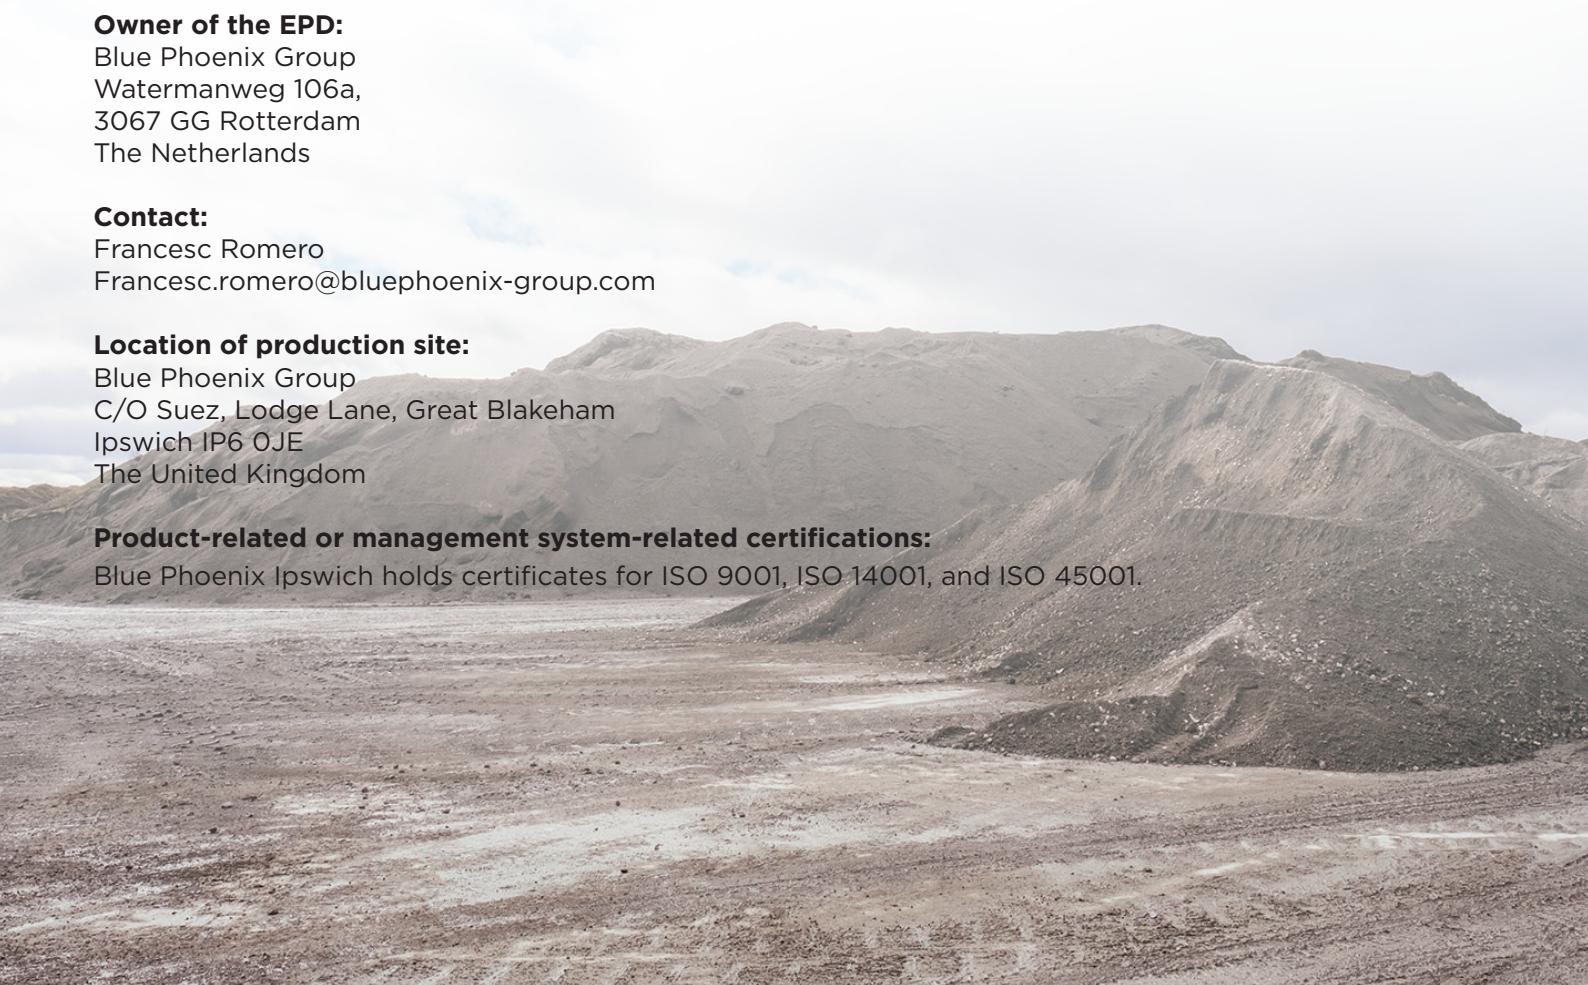 Owner of the EPD:
Blue Phoenix Group
Watermanweg 106a,
3067 GG Rotterdam
The Netherlands
Contact:
Francesc Romero
Francesc.romero@bluephoenix-group.com
Location of production site:
Blue Phoenix Group
C/O Suez, Lodge Lane, Great Blakeham
Ipswich IP6 0JE
The United Kingdom
Product-related or management system-related certifications:
Blue Phoenix Ipswich holds certificates for ISO 9001, ISO 14001, and ISO 45001.